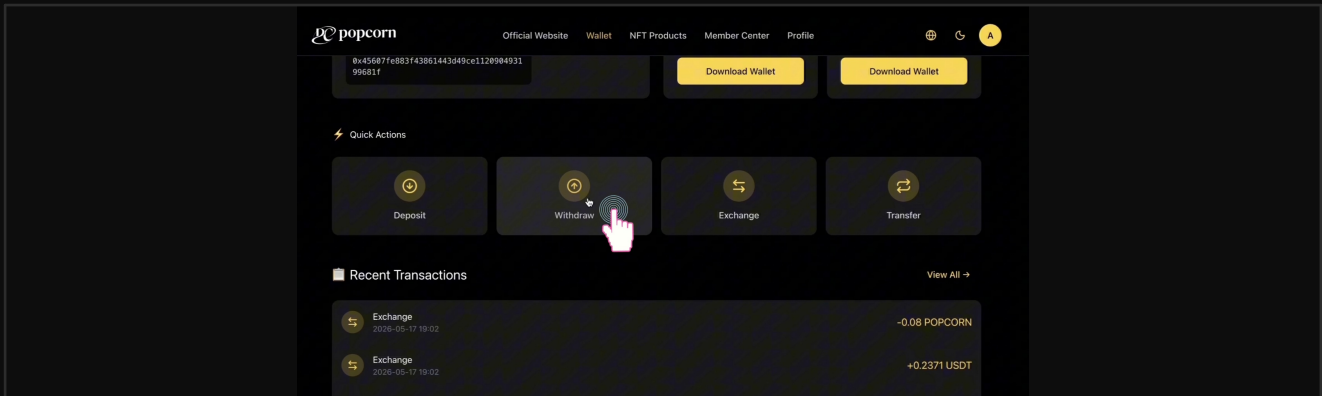 popcorn
Official Website Wallet NFT Products Member Center Profile A
0x45607fe883f43861443d49ce1120904931
99681f
Download Wallet Download Wallet
Quick Actions
Deposit Withdraw Exchange Transfer
Recent Transactions View All →
Exchange
2026-05-17 19:02
-0.08 POPCORN
Exchange
2026-05-17 19:02
+0.2371 USDT